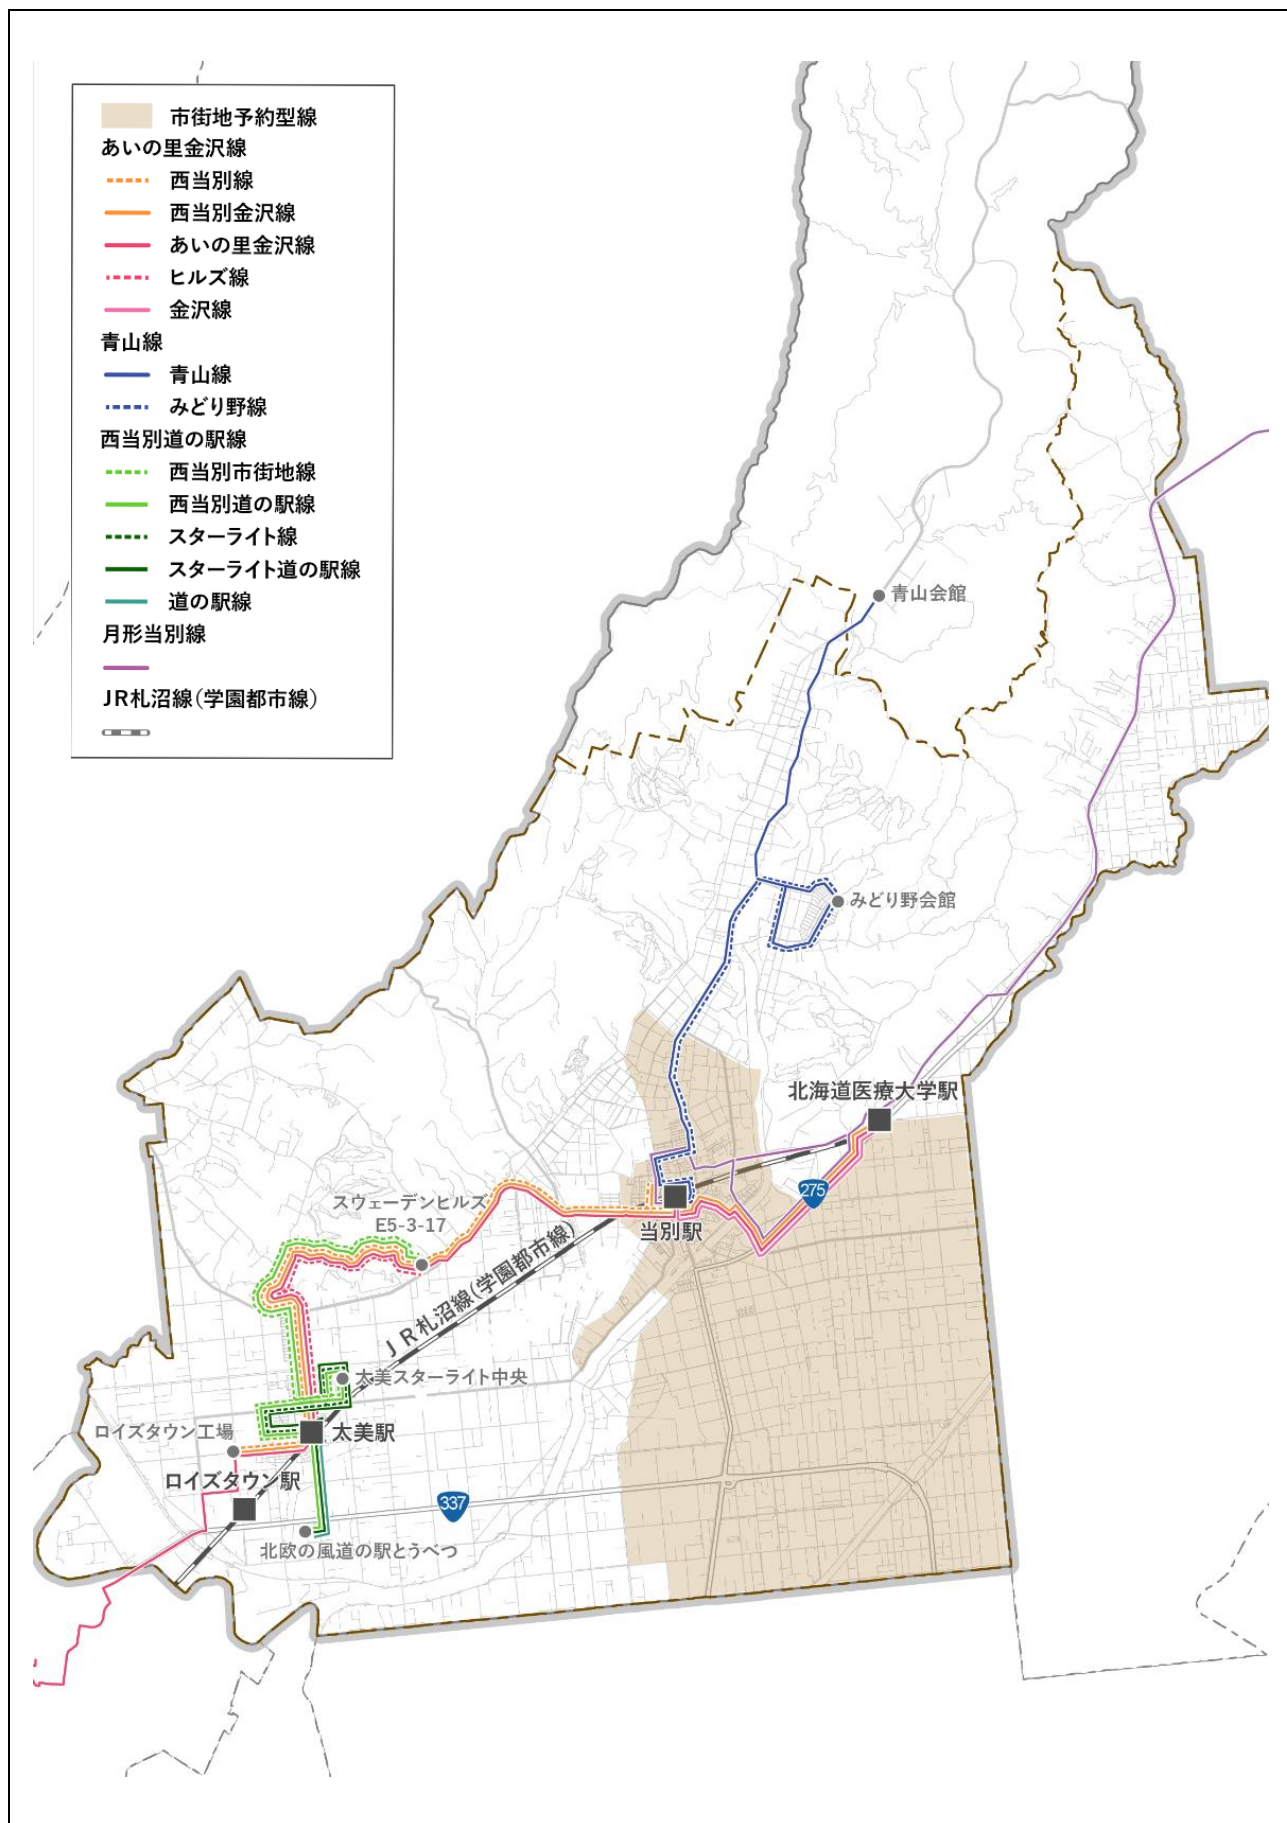 市街地予約型線
あいの里金沢線
西当別線
西当別金沢線
あいの里金沢線
ヒルズ線
金沢線
青山線
青山線
みどり野線
西当別道の駅線
西当別市街地線
西当別道の駅線
スターライト線
スターライト道の駅線
道の駅線
月形当別線
JR札沼線(学園都市線)
青山会館
みどり野会館
北海道医療大学駅
275
スウェーデンヒルズ
E5-3-17
当別駅
JR札沼線(学園都市線)
太美スターライト中央
ロイズタウン工場
太美駅
ロイズタウン駅
337
北欧の風道の駅とうべつ